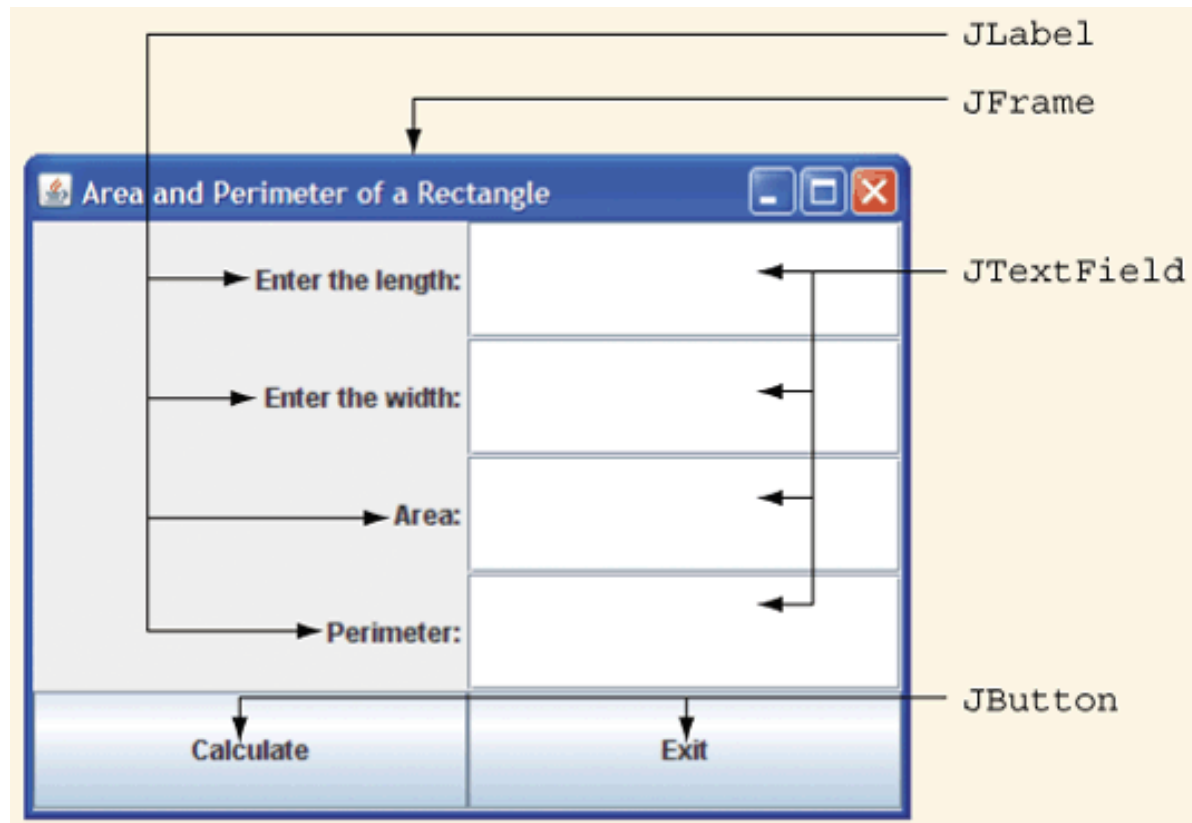 JLabel
JFrame
Area and Perimeter of a Rectangle
Enter the length:
JTextField
Enter the width:
Area:
Perimeter:
JButton
Calculate
Exit